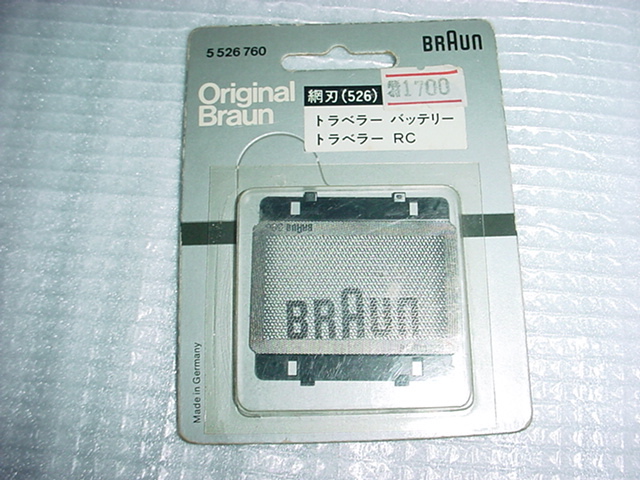 5 526 760
BRAUN
Original
Braun
網刃(526)
1700
トラベラー バッテリー
トラベラー RC
BRAUN
BRAUN
Made in Germany